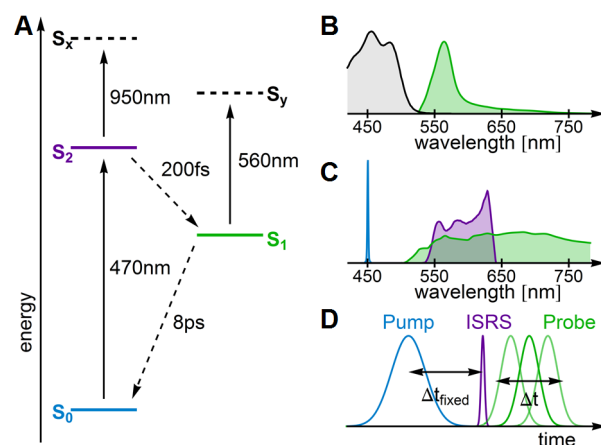 A
Sx
950nm
Sy
S2
200fs
560nm
S1
470nm
8ps
S0
energy
B
450 550 650 750
wavelength [nm]
C
450 550 650 750
wavelength [nm]
D
Pump ISRS Probe
Δtfixed Δt
time